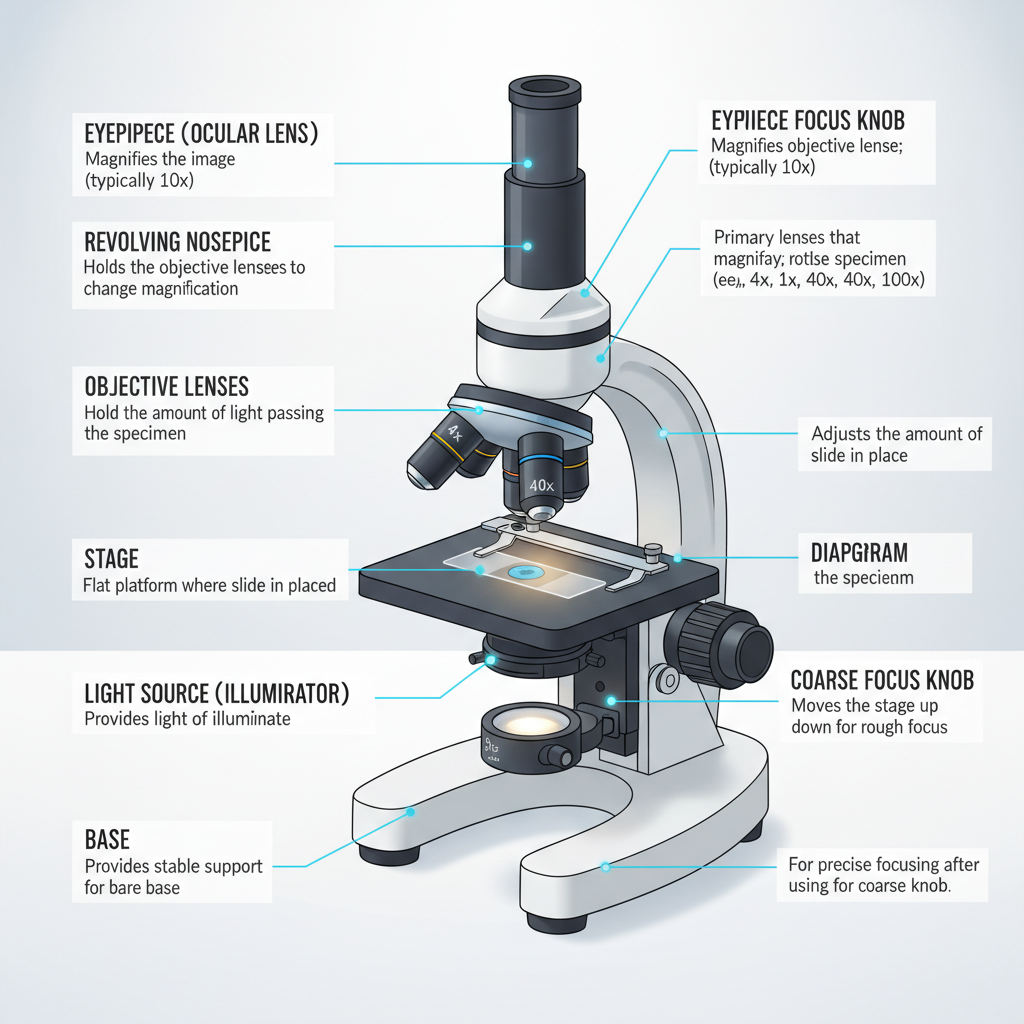 EYEPIPECE (OCULAR LENS)
Magnifies the image
(typically 10x)
REVOLVING NOSEPICE
Holds the objective lensees to
change magnification
OBJECTIVE LENSES
Hold the amount of light passing
the specimen
STAGE
Flat platform where slide in placed
LIGHT SOURCE (ILLUMIRATOR)
Provides light of illuminate
BASE
Provides stable support
for bare base
EYPIIECE FOCUS KNOB
Magnifies objective lense;
(typically 10x)
Primary lenses that
magnifay; rotlse specimen
4x, 1x, 40x, 40x, 100x)
Adjusts the amount of
slide in place
the specienm
COARSE FOCUS KNOB
Moves the stage up
down for rough focus
For precise focusing after
using for coarse knob.
4x
40x